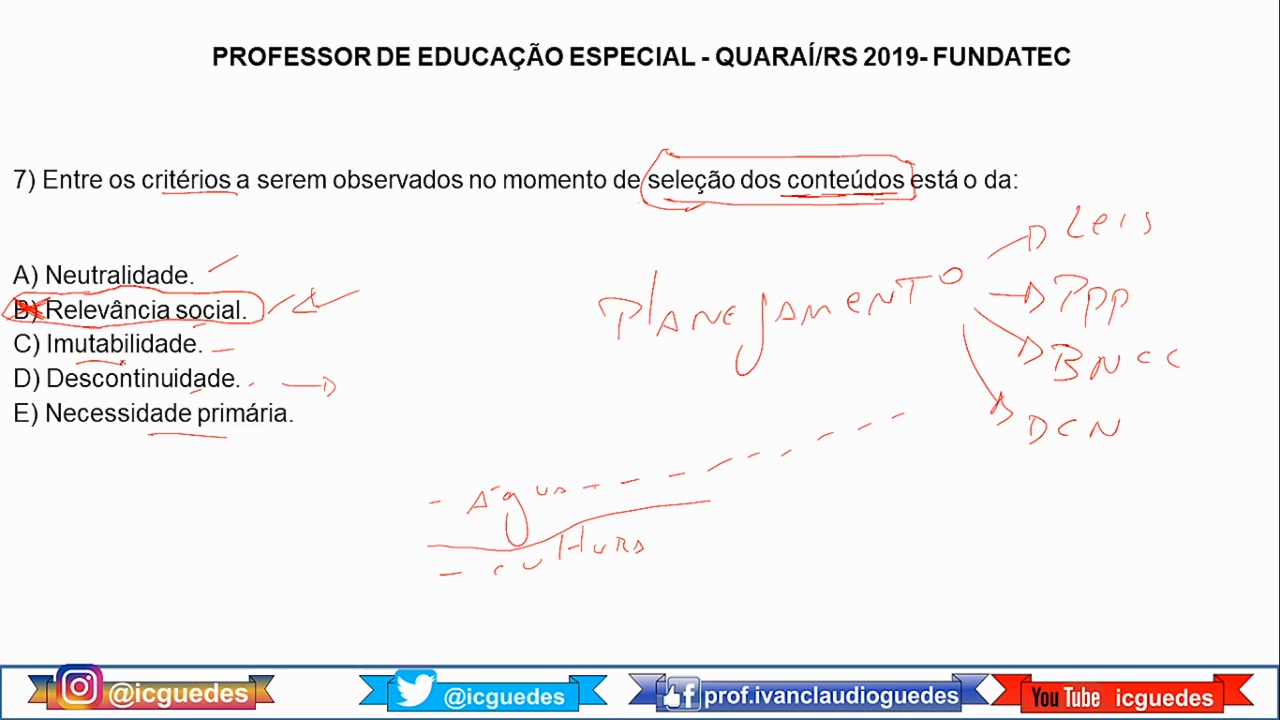 PROFESSOR DE EDUCAÇÃO ESPECIAL - QUARAÍ/RS 2019- FUNDATEC
7) Entre os critérios a serem observados no momento de seleção dos conteúdos está o da:
A) Neutralidade.
B) Relevância social.
C) Imutabilidade.
D) Descontinuidade.
E) Necessidade primária.
PLANEJAMENTO
Leis
PPP
BNCC
DCN
- água
- cultura
@icguedes
@icguedes
f prof.ivanclaudioguedes
YouTube icguedes